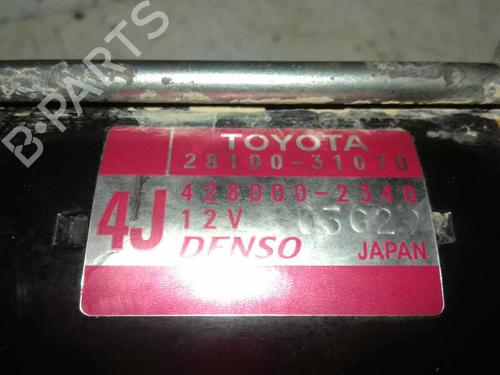 B-PARTS
TOYOTA
28100-31070
4J
428000-2340
12V
DENSO
JAPAN